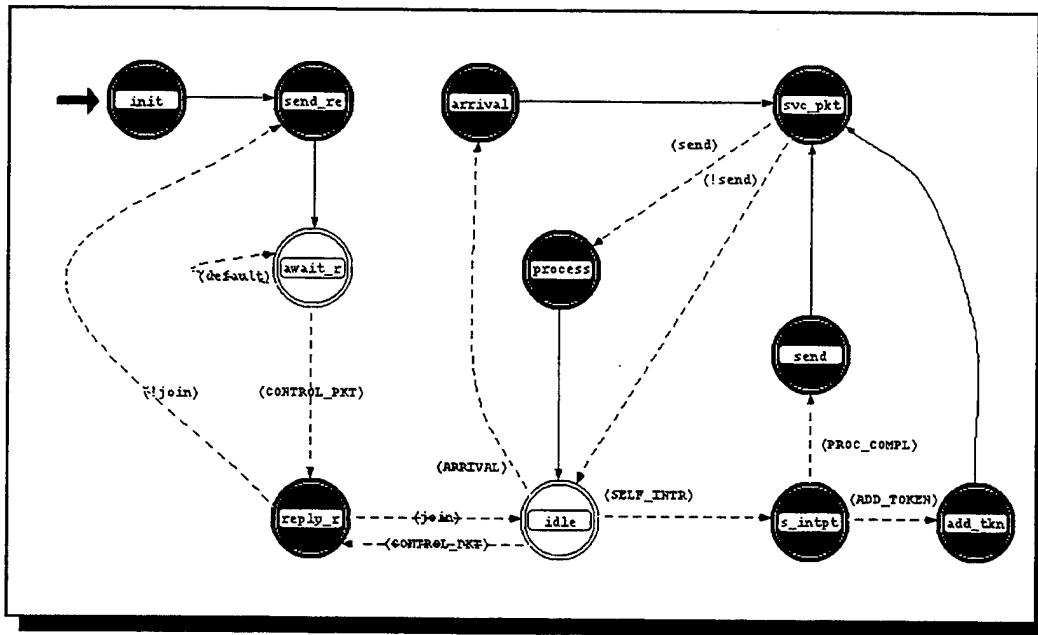 init
send_re
arrival
svc_pkt
(send)
(!send)
await_r
(default)
process
send
(!join)
(CONTROL_PKT)
(PROC_COMPL)
(ARRIVAL)
(SELF_INTR)
(ADD_TOKEN)
reply_r
(join)
idle
s_intpt
add_tkn
(CONTROL_PKT)